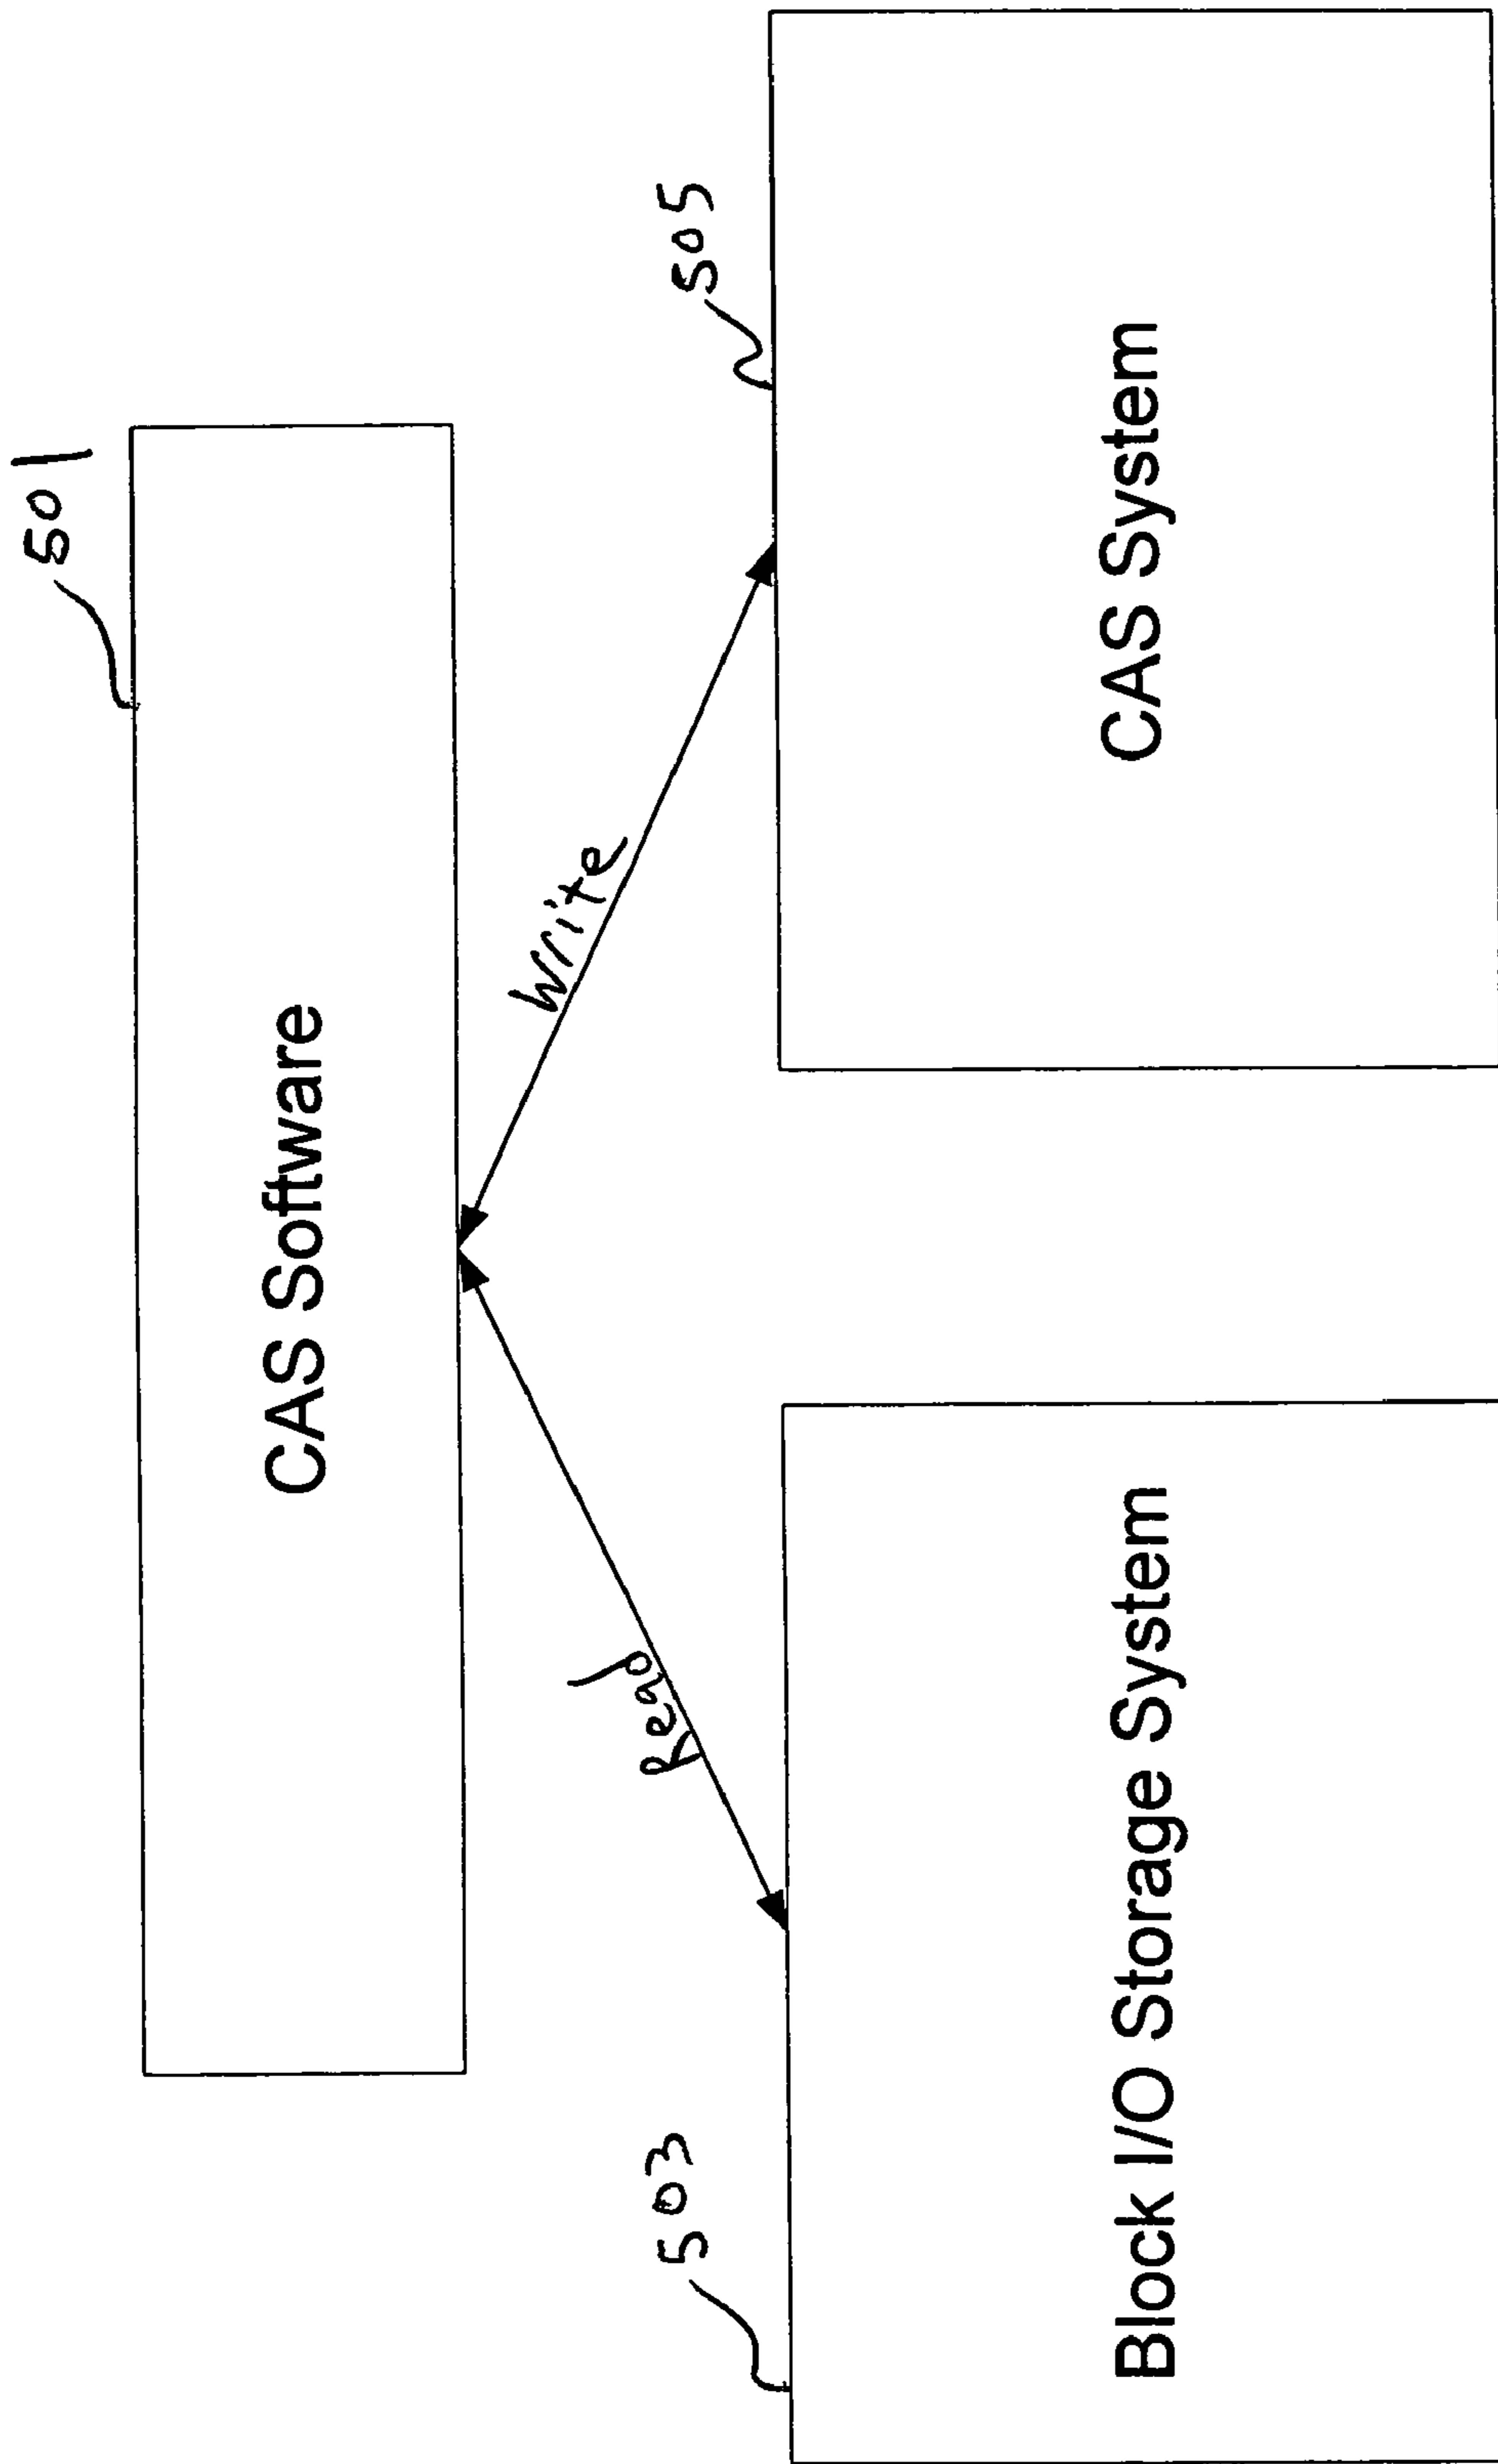 501
CAS Software
Read
Write
503
505
Block I/O Storage System
CAS System